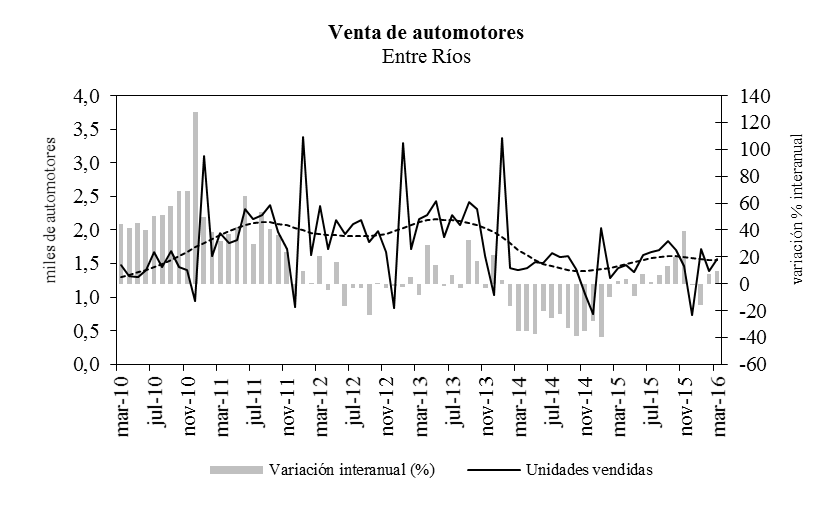 Venta de automotores
Entre Ríos
miles de automotores
4,0
3,5
3,0
2,5
2,0
1,5
1,0
0,5
0,0
140
120
100
80
60
40
20
0
-20
-40
-60
variación % interanual
mar-10
jul-10
nov-10
mar-11
jul-11
nov-11
mar-12
jul-12
nov-12
mar-13
jul-13
nov-13
mar-14
jul-14
nov-14
mar-15
jul-15
nov-15
mar-16
Variación interanual (%)
Unidades vendidas